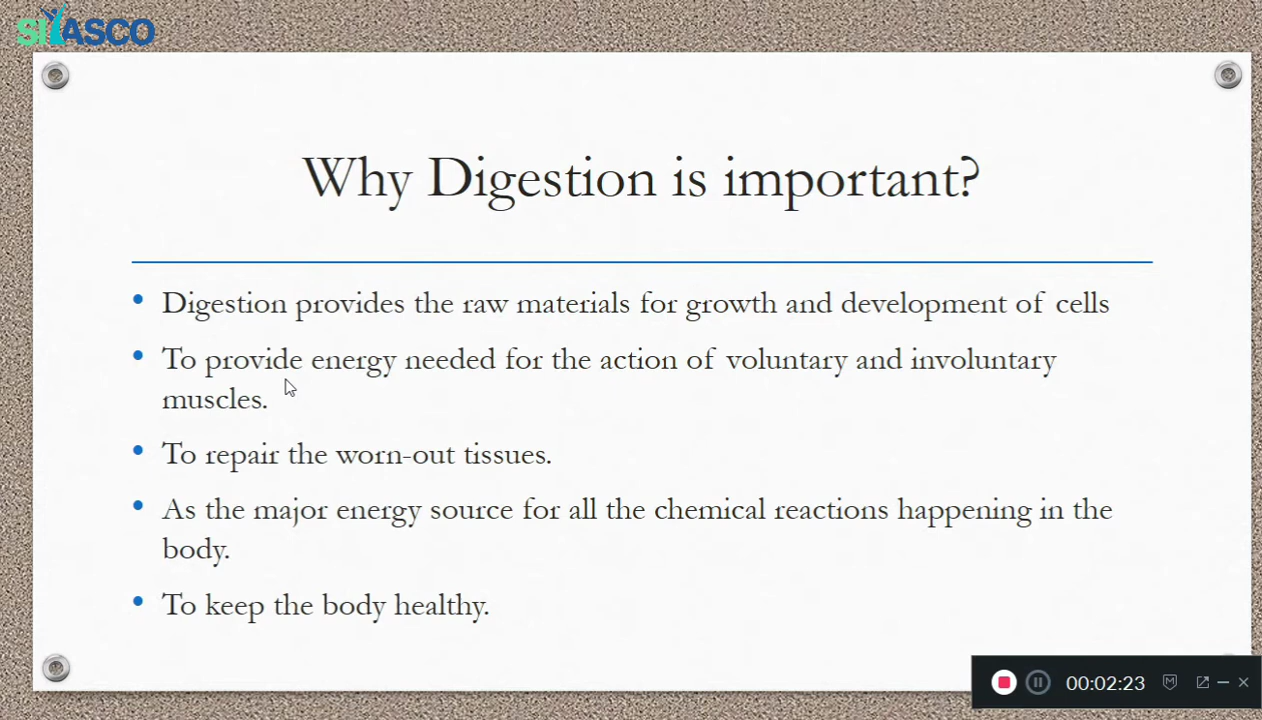 SIYASCO
Why Digestion is important?
• Digestion provides the raw materials for growth and development of cells
• To provide energy needed for the action of voluntary and involuntary
muscles.
• To repair the worn-out tissues.
• As the major energy source for all the chemical reactions happening in the
body.
• To keep the body healthy.
00:02:23